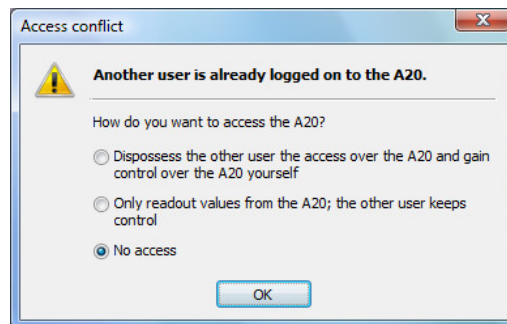 Access conflict
Another user is already logged on to the A20.
How do you want to access the A20?
Dispossess the other user the access over the A20 and gain
control over the A20 yourself
Only readout values from the A20; the other user keeps
control
No access
OK